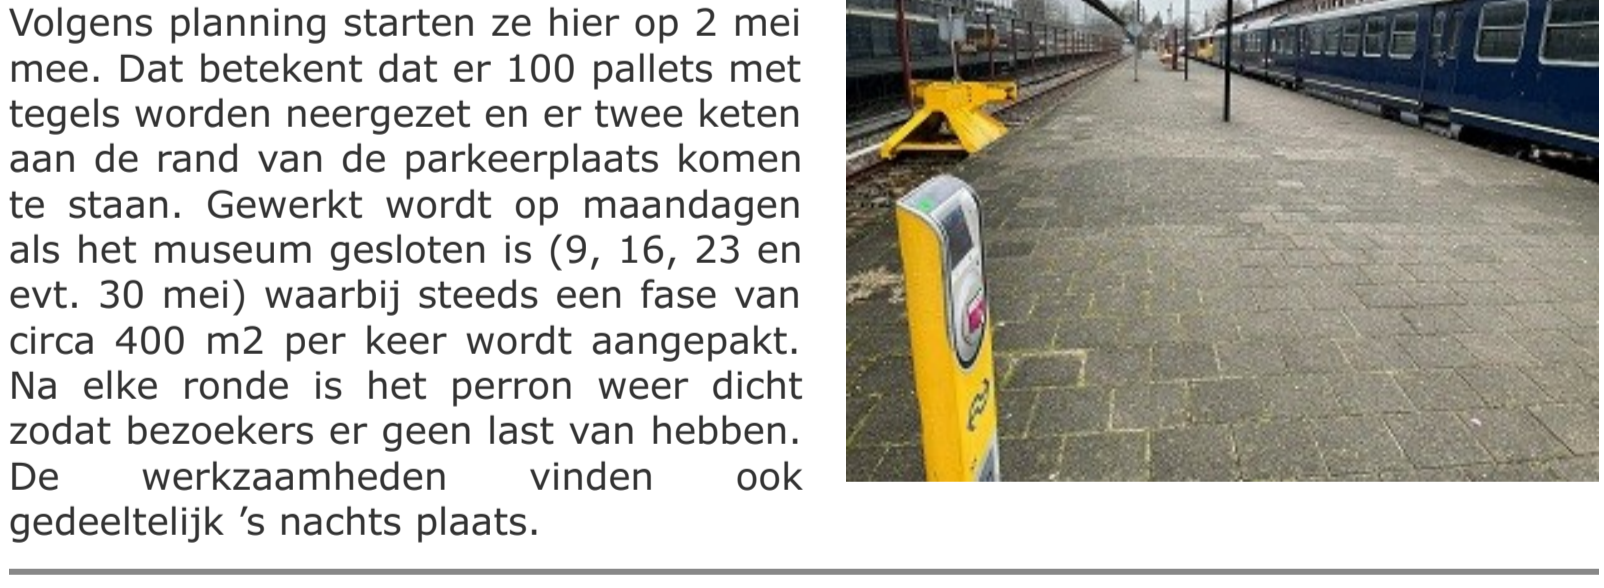 Volgens planning starten ze hier op 2 mei
mee. Dat betekent dat er 100 pallets met
tegels worden neergezet en er twee keten
aan de rand van de parkeerplaats komen
te staan. Gewerkt wordt op maandagen
als het museum gesloten is (9, 16, 23 en
evt. 30 mei) waarbij steeds een fase van
circa 400 m2 per keer wordt aangepakt.
Na elke ronde is het perron weer dicht
zodat bezoekers er geen last van hebben.
De werkzaamheden vinden ook
gedeeltelijk ’s nachts plaats.